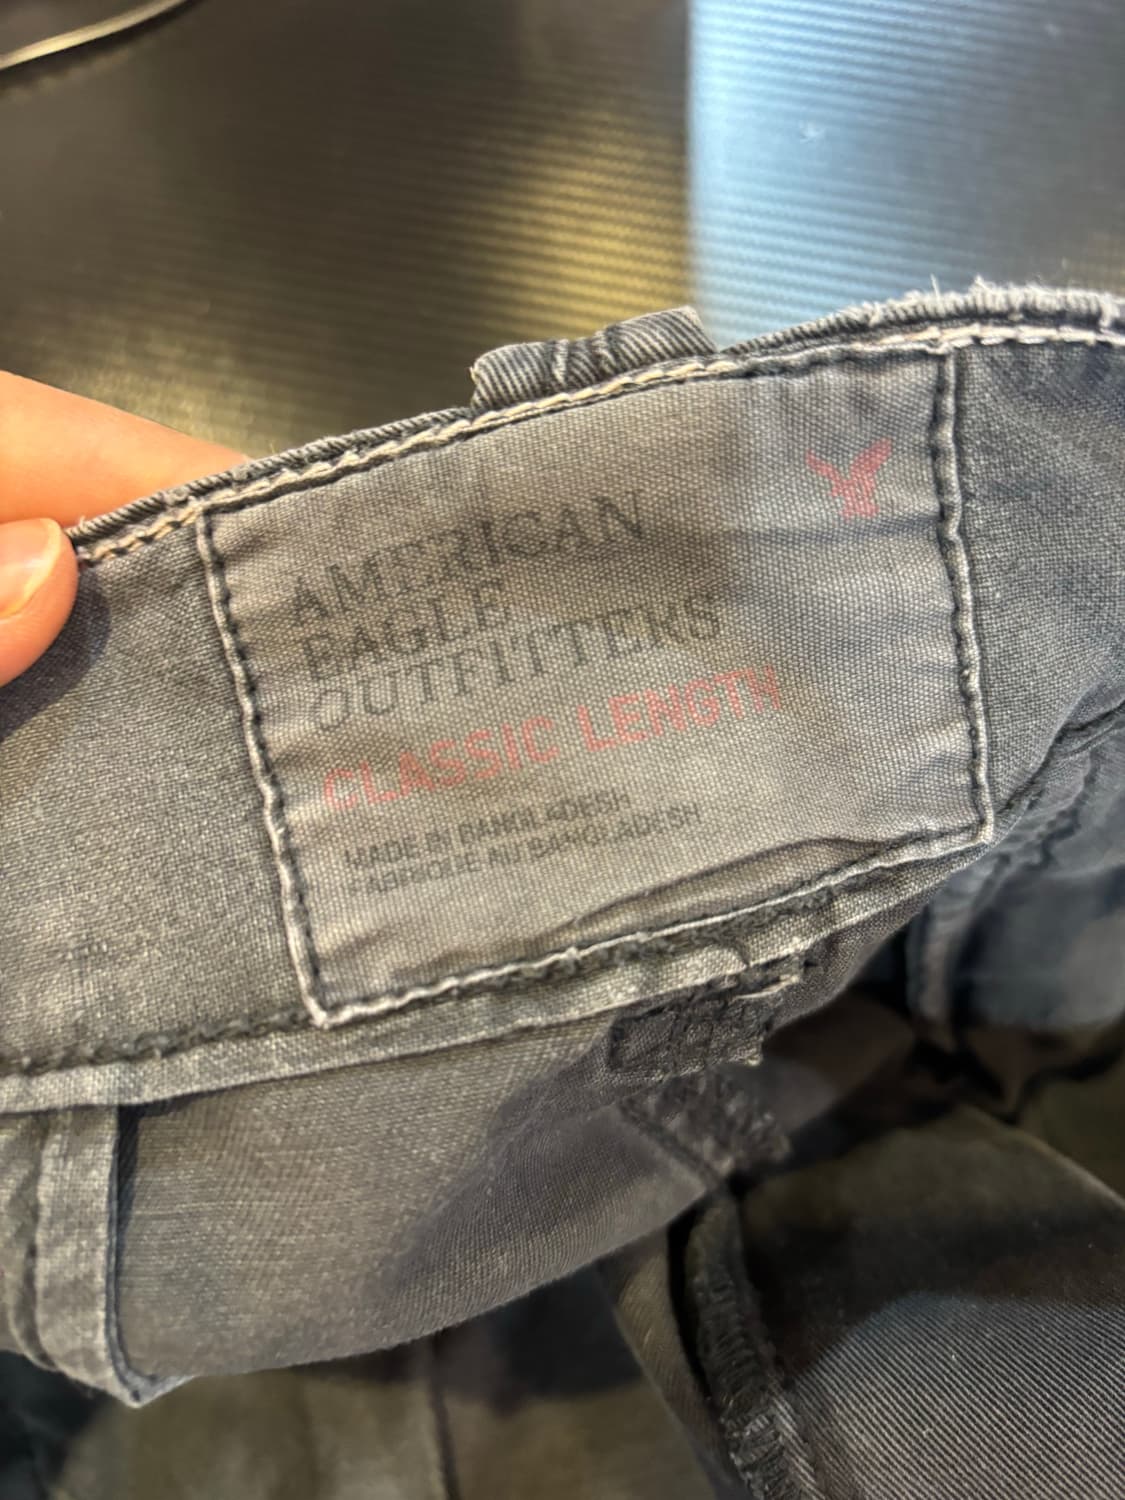 AMERICAN
EAGLE
OUTFITTERS
CLASSIC LENGTH
MADE IN BANGLADESH
FABRIQUÉ AU BANGLADESH